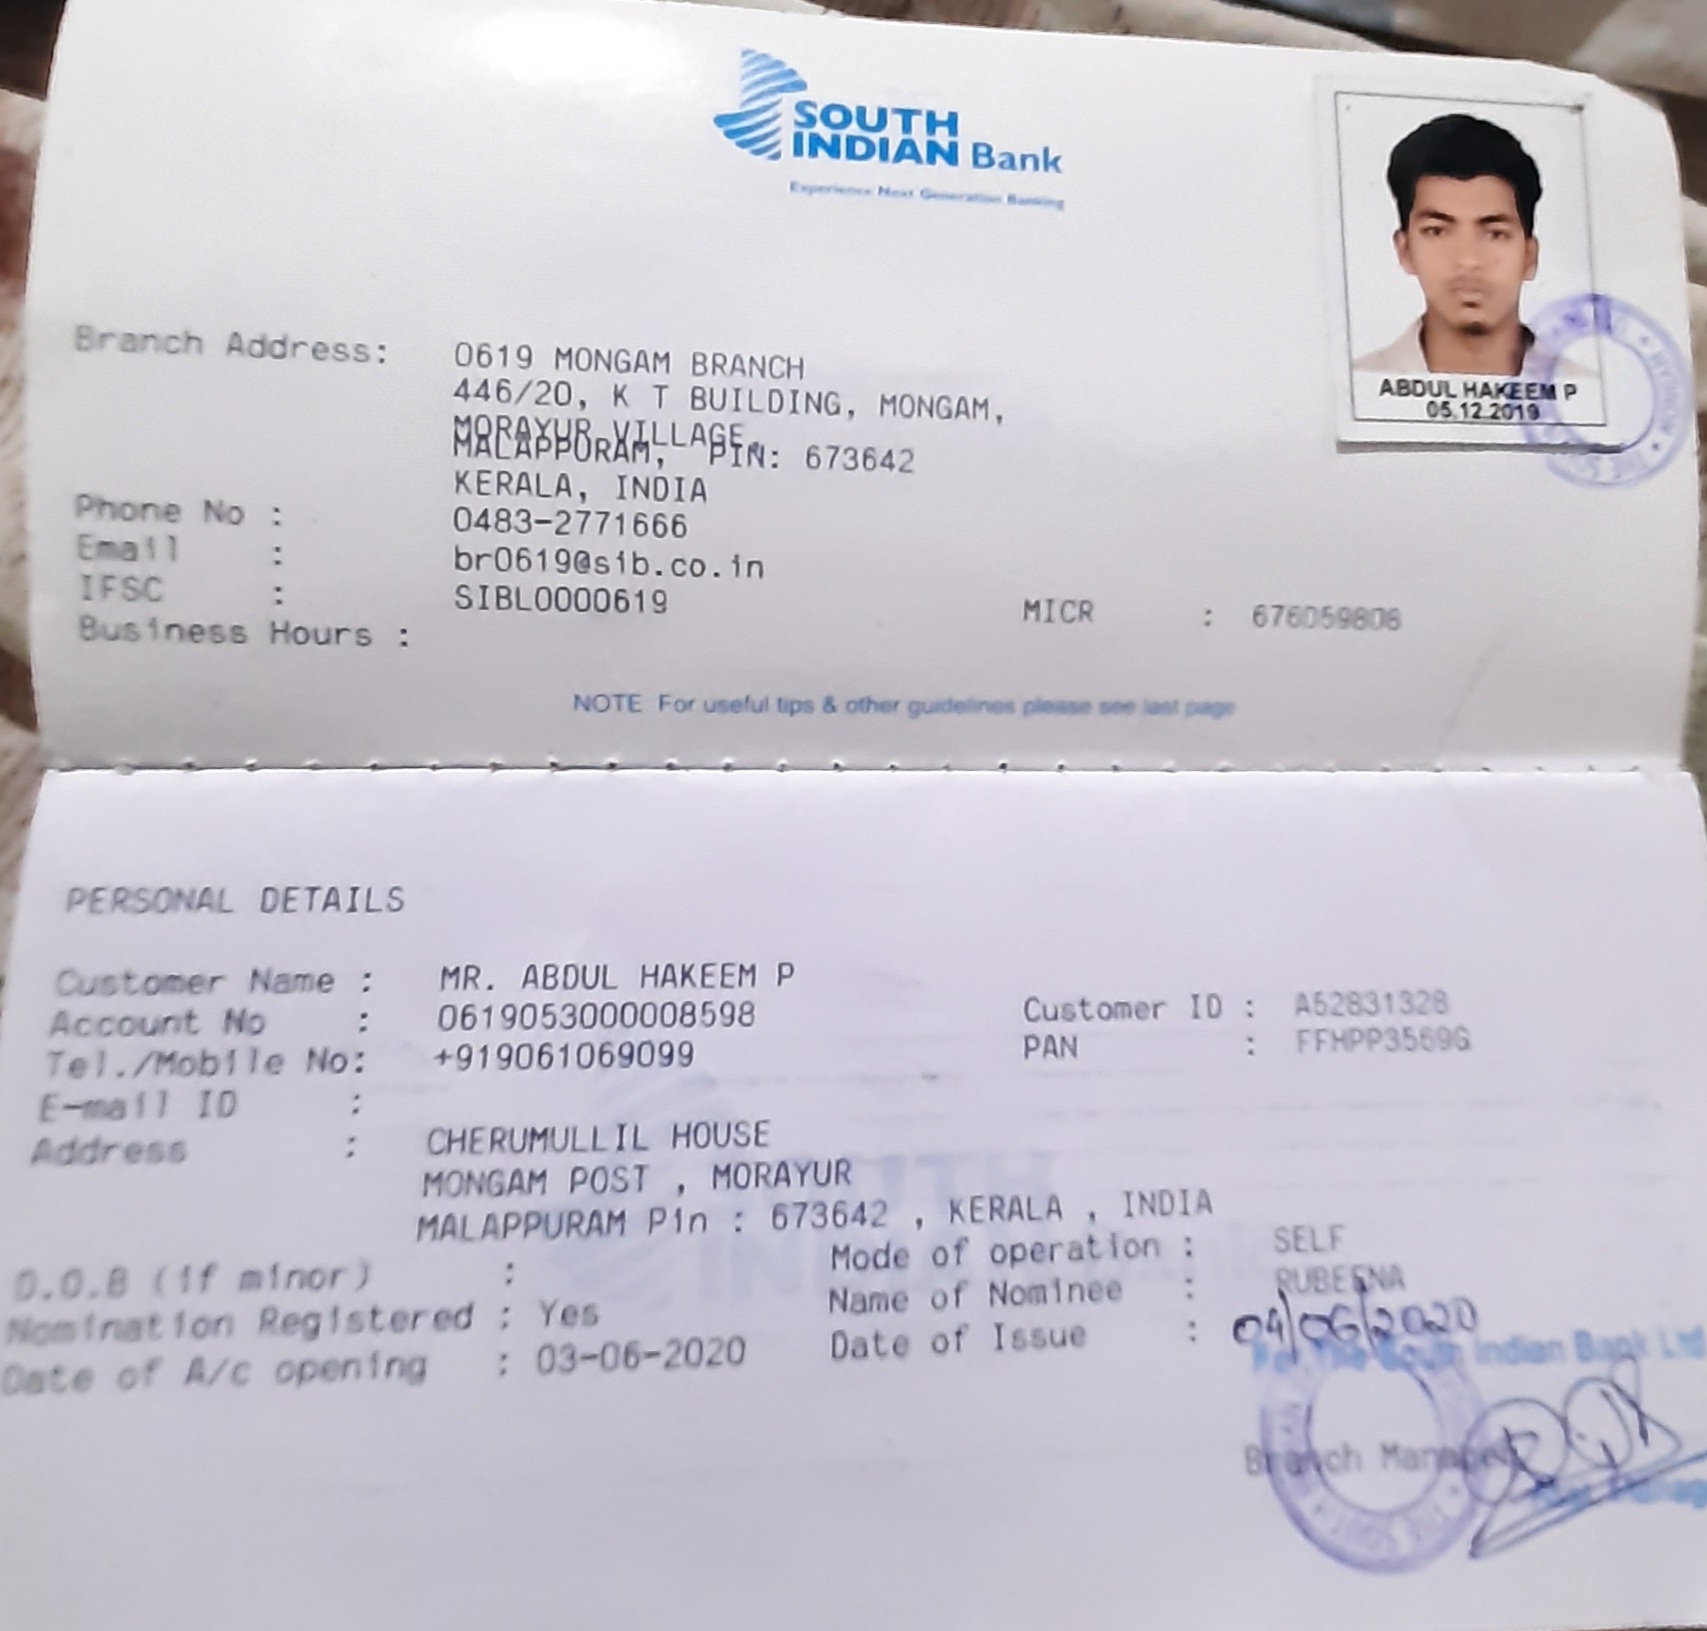 SOUTH
INDIAN Bank
Experience Next Generation Banking
ABDUL HAKEEM P
05.12.2019
Branch Address: 0619 MONGAM BRANCH
446/20, K T BUILDING, MONGAM,
MORAYUR VILLAGE,
MALAPPURAM, PIN: 673642
KERALA, INDIA
Phone No : 0483-2771666
Email : br0619@sib.co.in
IFSC : SIBL0000619 MICR : 676059808
Business Hours :
NOTE For useful tips & other guidelines please see last page
PERSONAL DETAILS
Customer Name : MR. ABDUL HAKEEM P
Account No : 0619053000008598 Customer ID : A52831328
Tel./Mobile No: +919061069099 PAN : FFHPP3569G
E-mail ID :
Address : CHERUMULLIL HOUSE
MONGAM POST , MORAYUR
MALAPPURAM Pin : 673642 , KERALA , INDIA
Mode of operation : SELF
D.O.B (if minor) :
Name of Nominee : RUBEENA
Nomination Registered : Yes
Date of Issue : 04/06/2020
Date of A/c opening : 03-06-2020
For The South Indian Bank Ltd
Branch Manager